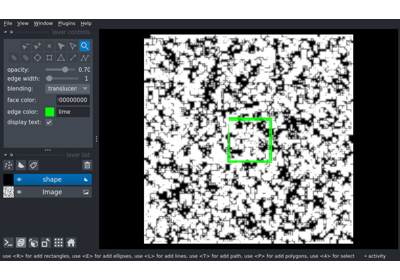 File View Window Plugins Help
layer controls
opacity: 0.70
edge width: 1
blending: translucen
face color: 00000000
edge color: lime
display text:
layer list
shape
Image
use <R> for add rectangles, use <E> for add ellipses, use <L> for add lines, use <T> for add path, use <P> for add polygons, use <4> for select
activity